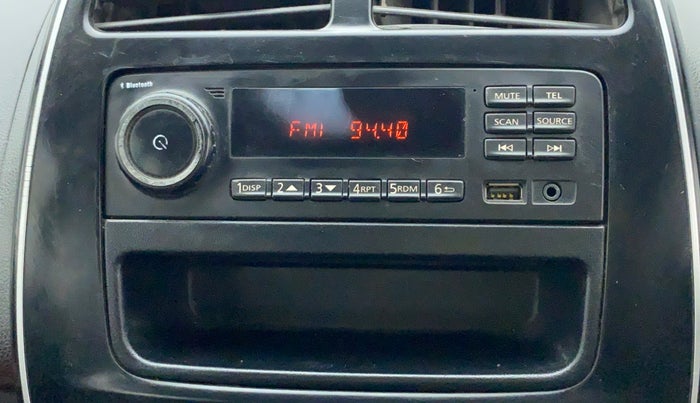 Bluetooth
FM1 94.40
MUTE TEL
SCAN SOURCE
1DISP 2 3 4RPT 5RDM 6